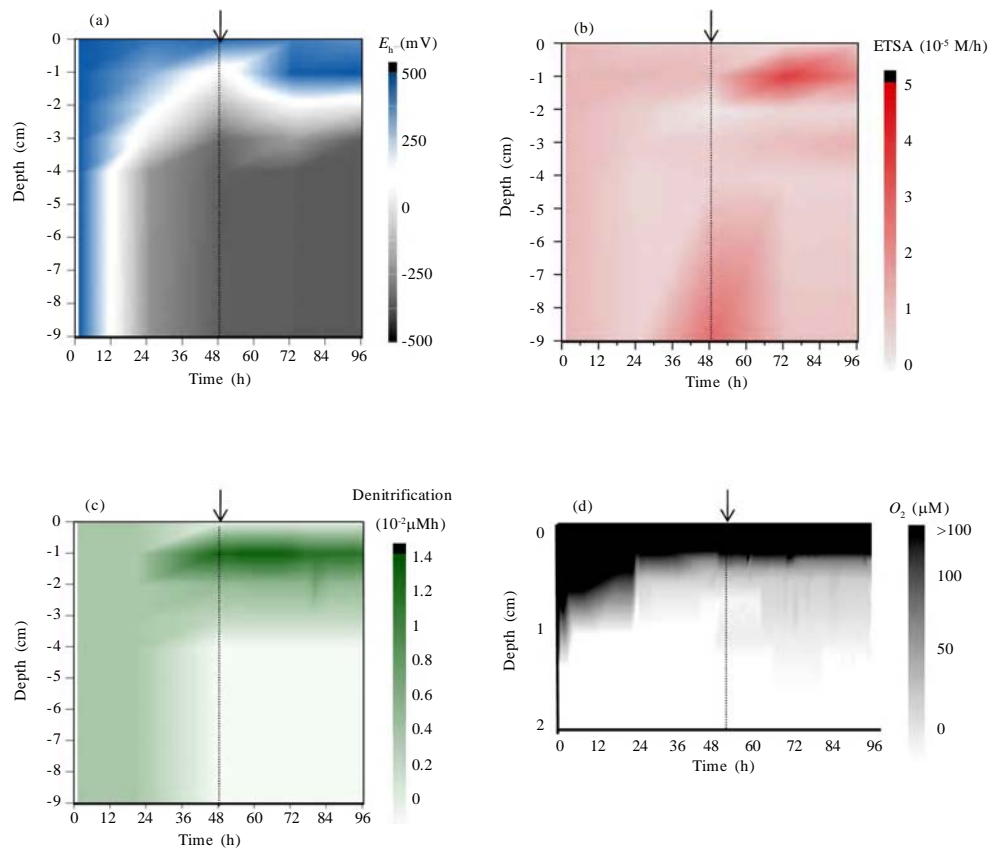 (a)
E_h (mV)
0
-1
-2
-3
-4
-5
-6
-7
-8
-9
Depth (cm)
0 12 24 36 48 60 72 84 96
Time (h)
500
250
0
-250
-500
(b)
ETSA (10⁻⁵ M/h)
0
-1
-2
-3
-4
-5
-6
-7
-8
-9
Depth (cm)
0 12 24 36 48 60 72 84 96
Time (h)
5
4
3
2
1
0
(c)
Denitrification
(10⁻²μMh)
0
-1
-2
-3
-4
-5
-6
-7
-8
-9
Depth (cm)
0 12 24 36 48 60 72 84 96
Time (h)
1.4
1.2
1
0.8
0.6
0.4
0.2
0
(d)
O₂ (μM)
0
1
2
Depth (cm)
0 12 24 36 48 60 72 84 96
Time (h)
>100
100
50
0